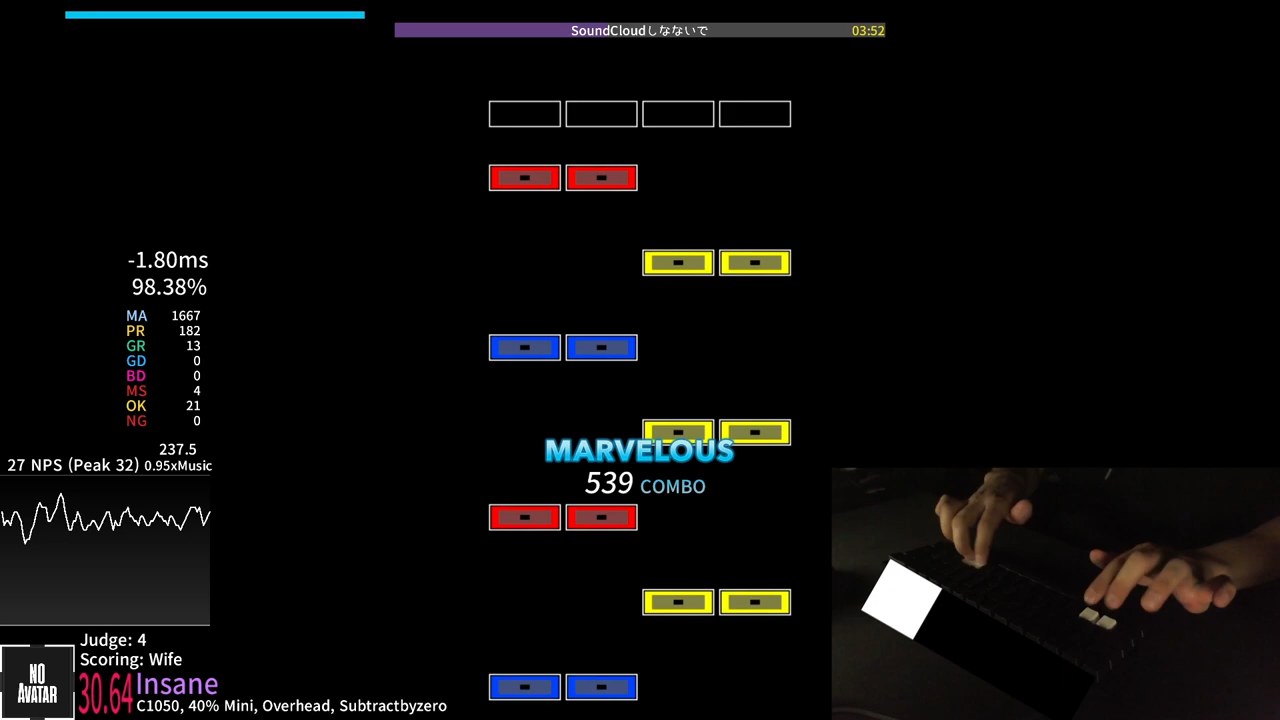 SoundCloudしなないで 03:52
-1.80ms
98.38%
MA 1667
PR 182
GR 13
GD 0
BD 0
MS 4
OK 21
NG 0
237.5
27 NPS (Peak 32) 0.95xMusic
MARVELOUS
539 COMBO
Judge: 4
Scoring: Wife
NO AVATAR
30.64 Insane
C1050, 40% Mini, Overhead, Subtractbyzero